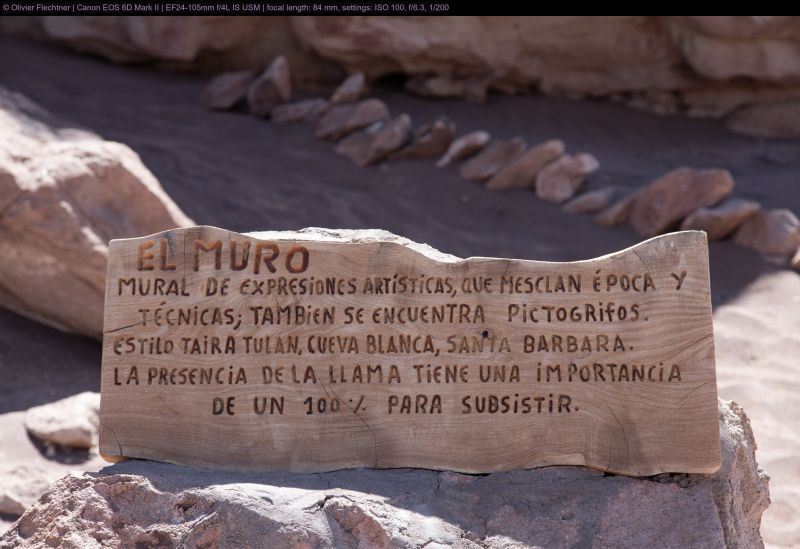 © Olivier Flechtner | Canon EOS 6D Mark II | EF24-105mm f/4L IS USM | focal length: 84 mm, settings: ISO 100, f/6.3, 1/200
EL MURO
MURAL DE EXPRESIONES ARTÍSTICAS, QUE MESCLAN ÉPOCA Y
TÉCNICAS; TAMBIEN SE ENCUENTRA PICTOGRIFOS.
ESTILO TAIRA TULAN, CUEVA BLANCA, SANTA BARBARA.
LA PRESENCIA DE LA LLAMA TIENE UNA IMPORTANCIA
DE UN 100% PARA SUBSISTIR.